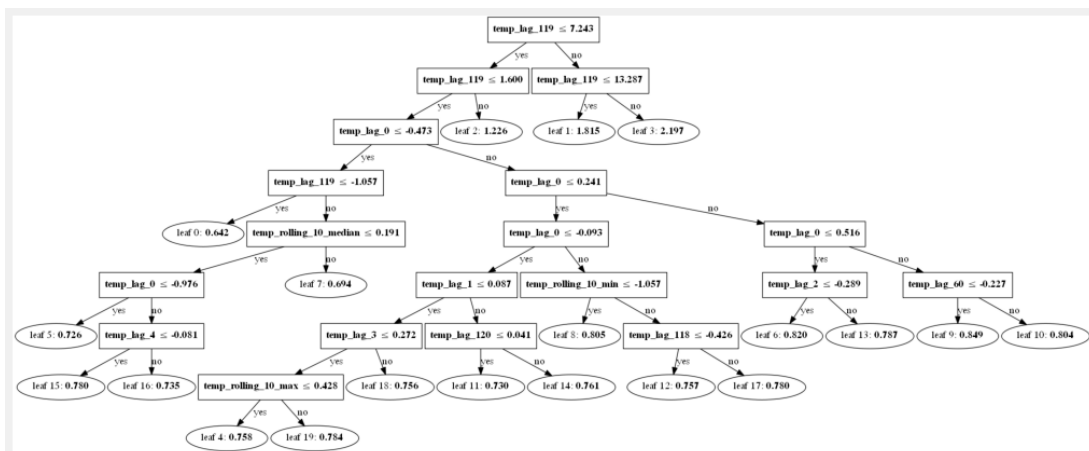 temp_lag_119 ≤ 7.243
yes no
temp_lag_119 ≤ 1.600 temp_lag_119 ≤ 13.287
yes no yes no
temp_lag_0 ≤ -0.473 leaf 2: 1.226 leaf 1: 1.815 leaf 3: 2.197
yes no
temp_lag_119 ≤ -1.057 temp_lag_0 ≤ 0.241
yes no yes no
leaf 0: 0.642 temp_rolling_10_median ≤ 0.191 temp_lag_0 ≤ -0.093 temp_lag_0 ≤ 0.516
yes no yes no yes no
temp_lag_0 ≤ -0.976 leaf 7: 0.694 temp_lag_1 ≤ 0.087 temp_rolling_10_min ≤ -1.057 temp_lag_2 ≤ -0.289 temp_lag_60 ≤ -0.227
yes no yes no yes no yes no yes no
leaf 5: 0.726 temp_lag_4 ≤ -0.081 temp_lag_3 ≤ 0.272 temp_lag_120 ≤ 0.041 leaf 8: 0.805 temp_lag_118 ≤ -0.426 leaf 6: 0.820 leaf 13: 0.787 leaf 9: 0.849 leaf 10: 0.804
yes no yes no yes no yes no
leaf 15: 0.780 leaf 16: 0.735 temp_rolling_10_max ≤ 0.428 leaf 18: 0.756 leaf 11: 0.730 leaf 14: 0.761 leaf 12: 0.757 leaf 17: 0.780
yes no
leaf 4: 0.758 leaf 19: 0.784